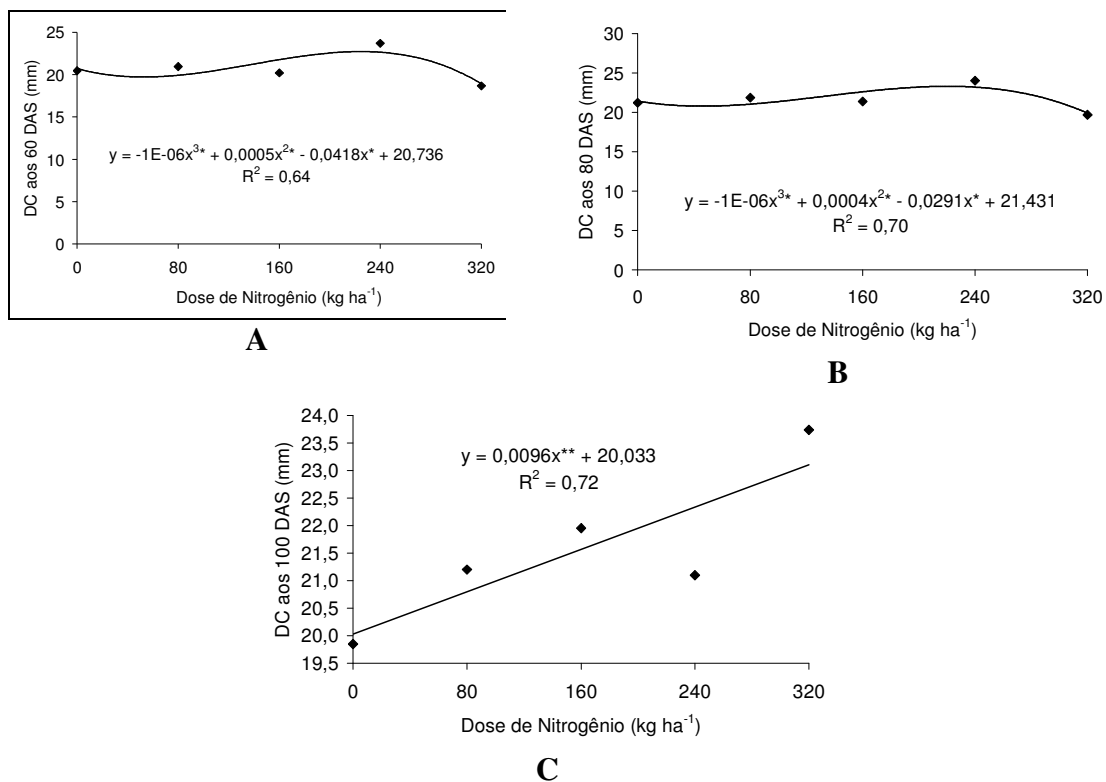 25
20
15
10
5
0
DC aos 60 DAS (mm)
y = -1E-06x³* + 0,0005x²* - 0,0418x* + 20,736
R² = 0,64
0 80 160 240 320
Dose de Nitrogênio (kg ha⁻¹)
A
30
25
20
15
10
5
0
DC aos 80 DAS (mm)
y = -1E-06x³* + 0,0004x²* - 0,0291x* + 21,431
R² = 0,70
0 80 160 240 320
Dose de Nitrogênio (kg ha⁻¹)
B
24,0
23,5
23,0
22,5
22,0
21,5
21,0
20,5
20,0
19,5
DC aos 100 DAS (mm)
y = 0,0096x** + 20,033
R² = 0,72
0 80 160 240 320
Dose de Nitrogênio (kg ha⁻¹)
C